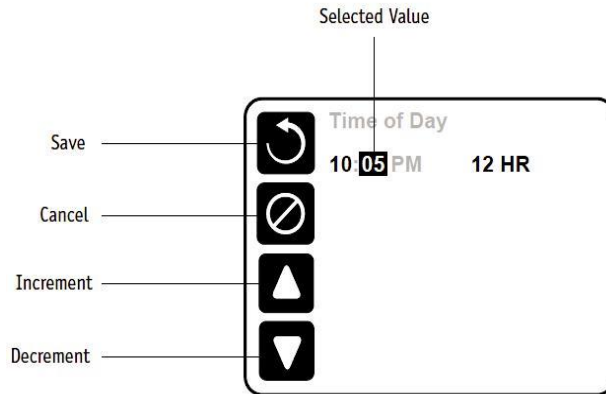 Selected Value
Save
Time of Day
10:05 PM 12 HR
Cancel
Increment
Decrement